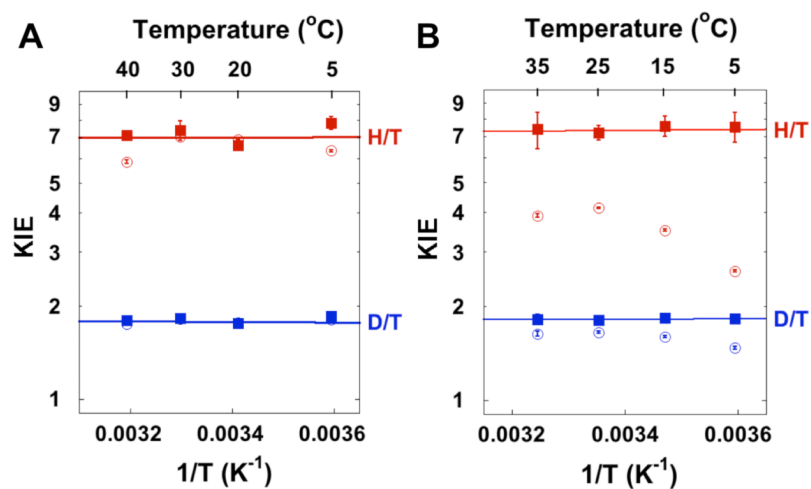 A
Temperature (°C)
40 30 20 5
9
7
5
4
3
2
1
KIE
H/T
D/T
0.0032 0.0034 0.0036
1/T (K⁻¹)
B
Temperature (°C)
35 25 15 5
9
7
5
4
3
2
1
KIE
H/T
D/T
0.0032 0.0034 0.0036
1/T (K⁻¹)